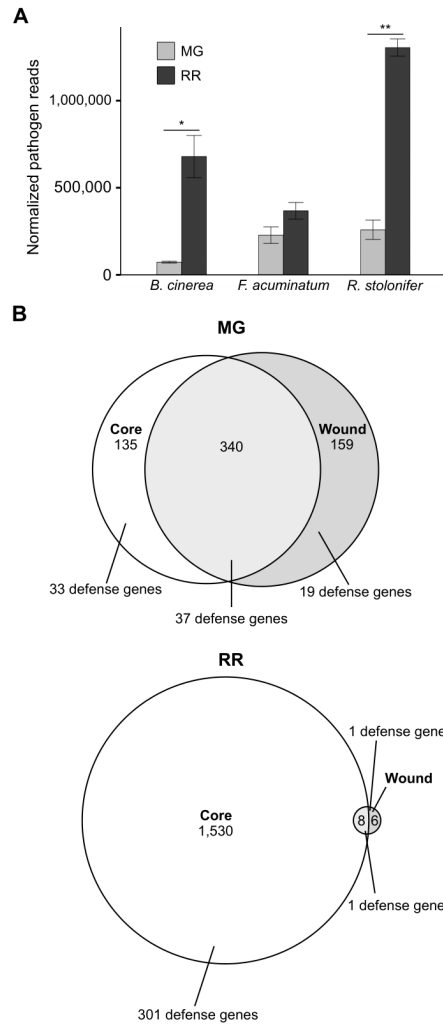 A
Normalized pathogen reads
MG
RR
1,000,000
500,000
0
*
**
B. cinerea
F. acuminatum
R. stolonifer
B
MG
Core
135
340
Wound
159
33 defense genes
37 defense genes
19 defense genes
RR
1 defense gene
Wound
Core
1,530
8
6
1 defense gene
301 defense genes